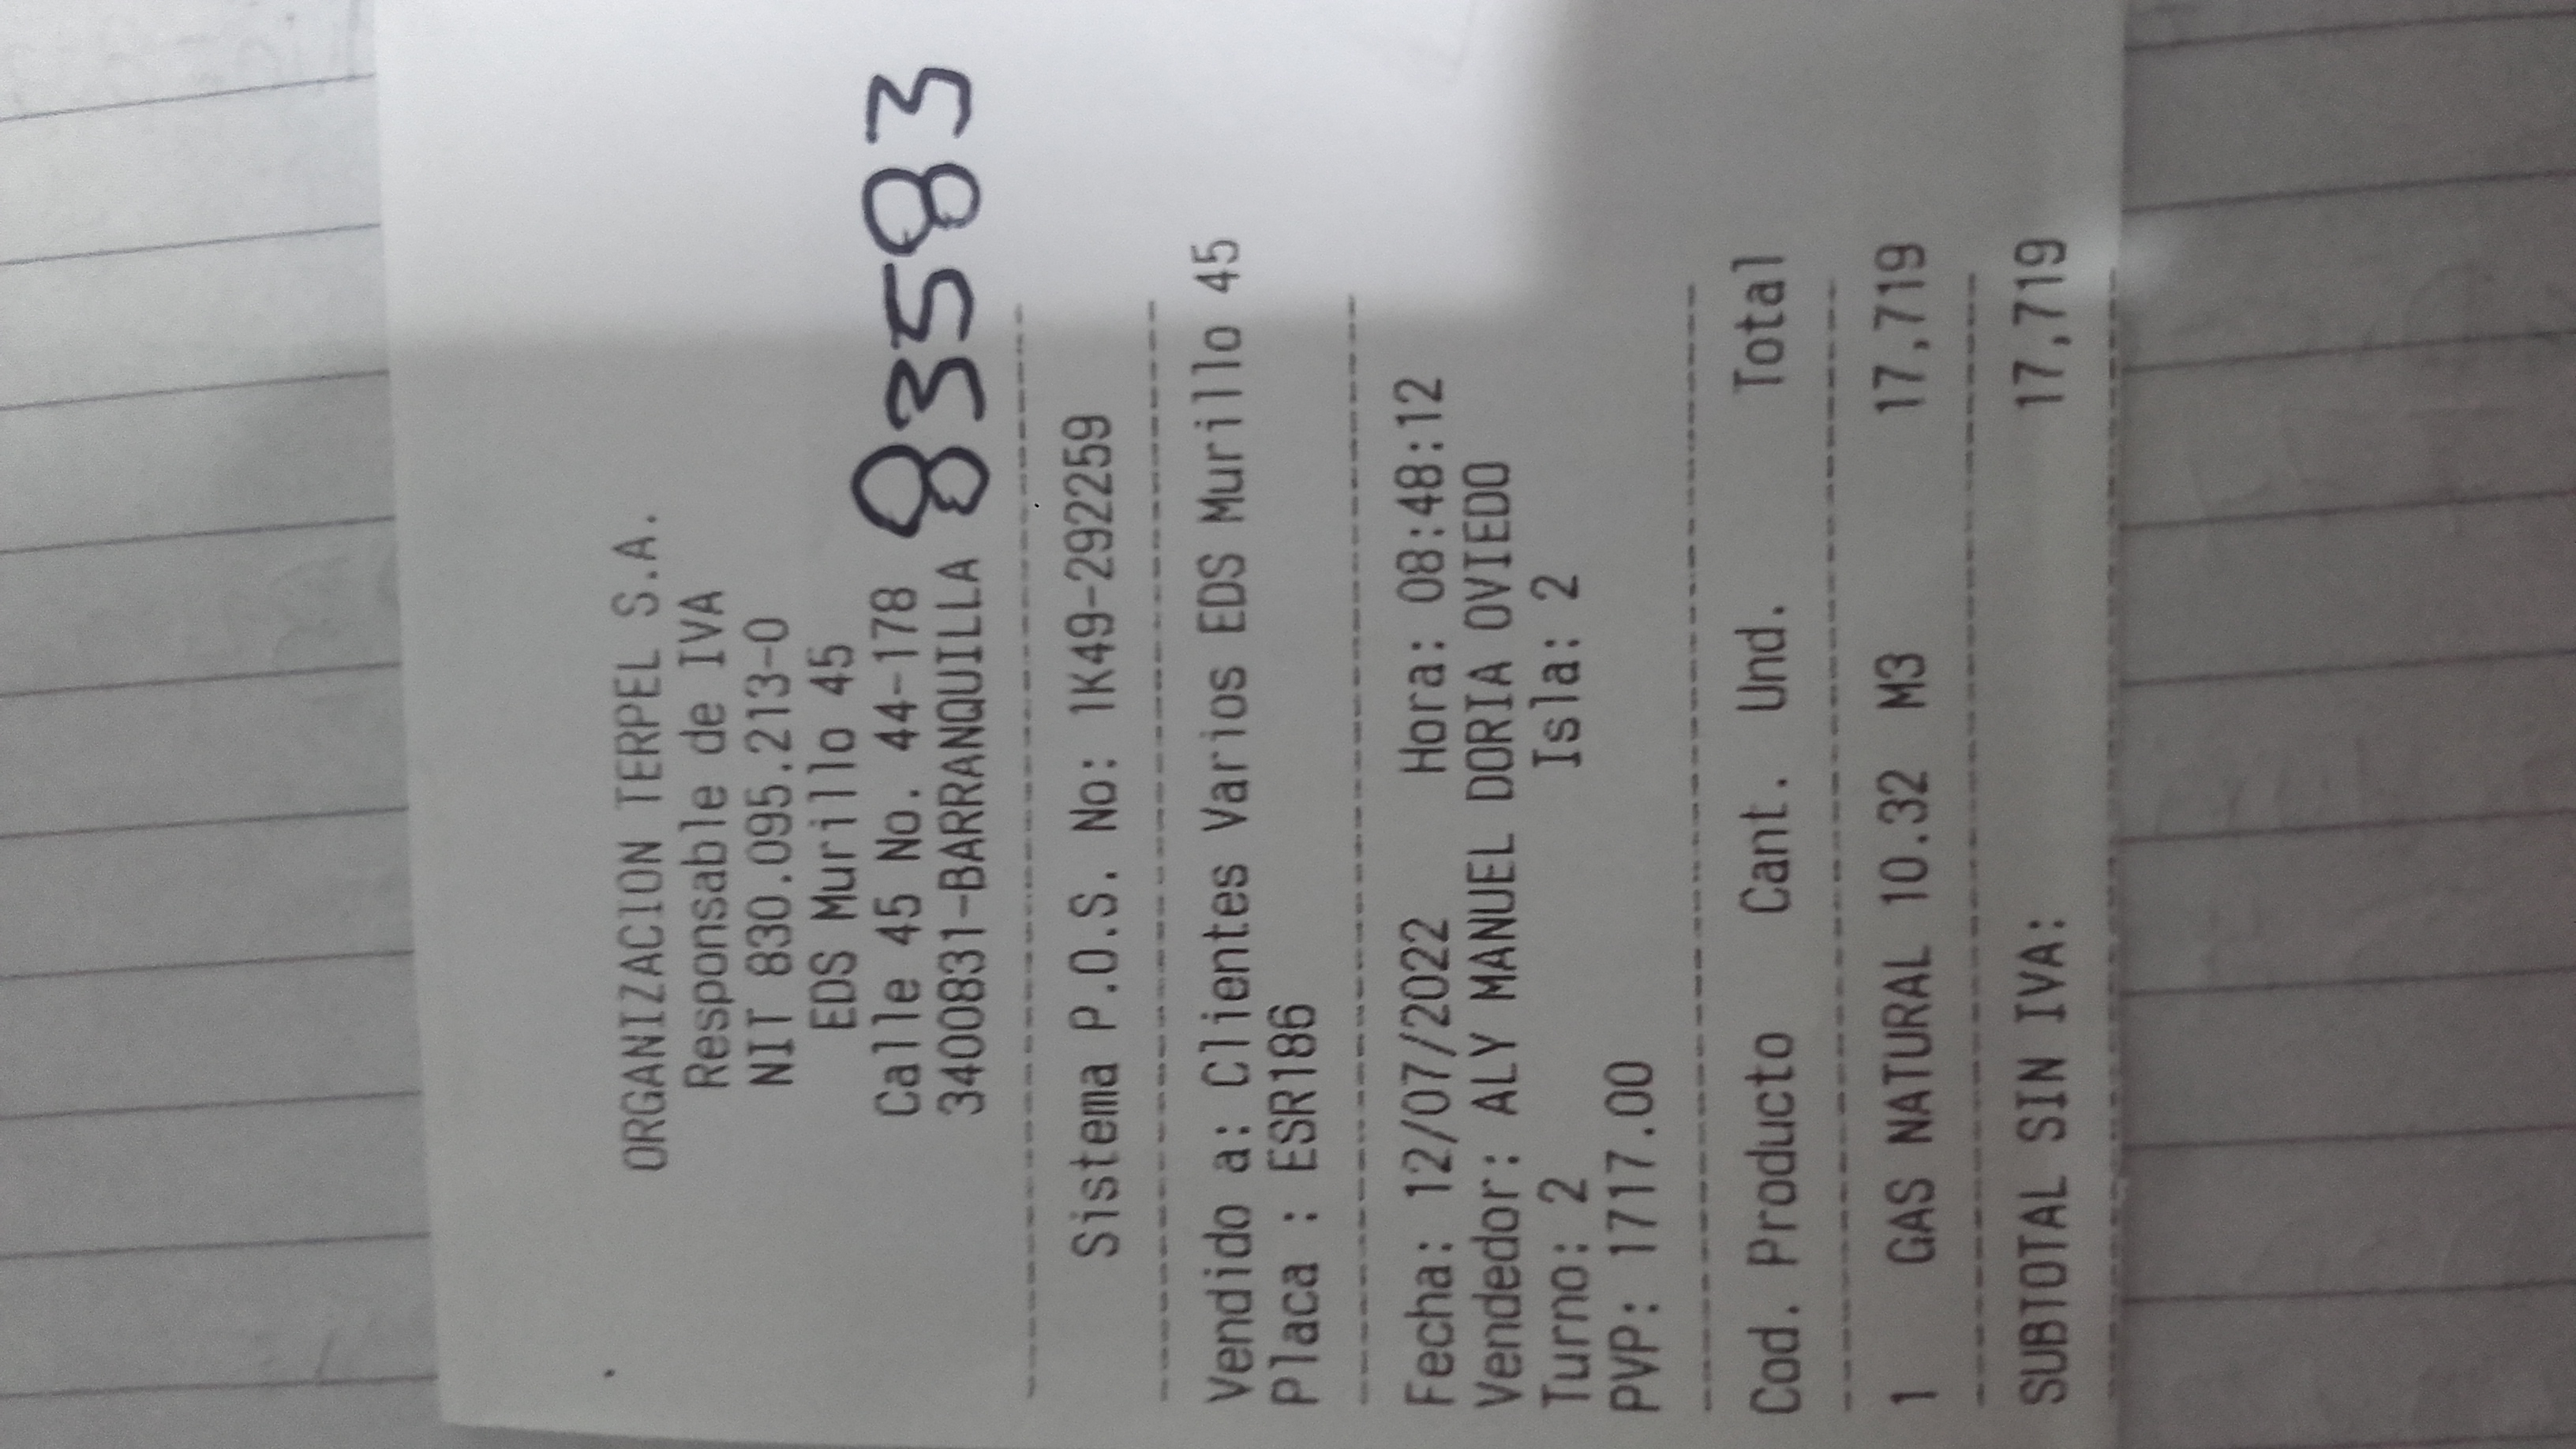 ORGANIZACION TERPEL S.A.
Responsable de IVA
NIT 830.095.213-0
EDS Murillo 45
Calle 45 No. 44-178
3400831-BARRANQUILLA
83583
Sistema P.O.S. No: 1K49-292259
Vendido a: Clientes Varios EDS Murillo 45
Placa : ESR186
Fecha: 12/07/2022 Hora: 08:48:12
Vendedor: ALY MANUEL DORIA OVIEDO
Turno: 2 Isla: 2
PVP: 1717.00
Cod. Producto Cant. Und. Total
1 GAS NATURAL 10.32 M3 17,719
SUBTOTAL SIN IVA: 17,719